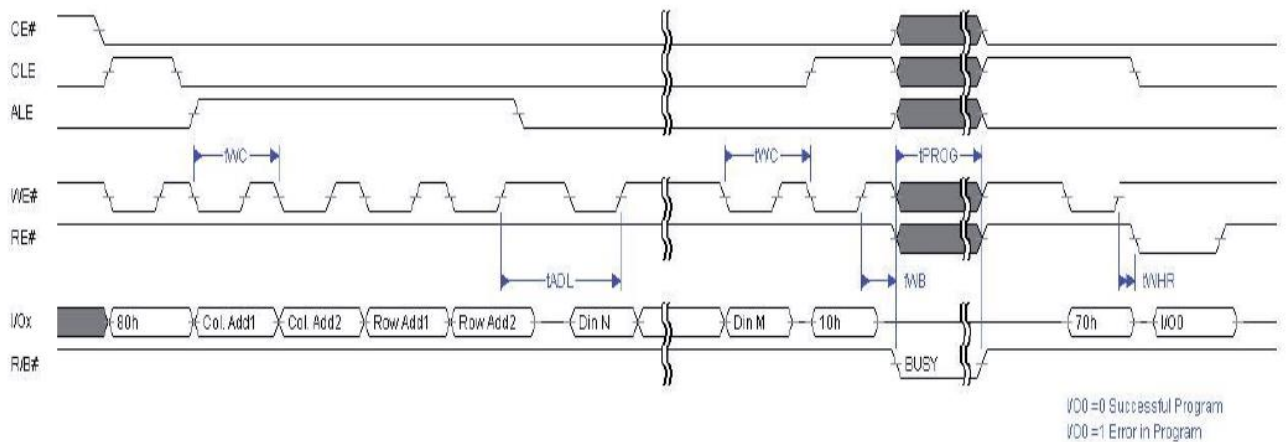 CE#
CLE
ALE
tWC tWC tPROG
WE#
RE#
tADL tWB tWHR
I/Ox 80h Col. Add1 Col. Add2 Row Add1 Row Add2 Din N Din M 10h 70h I/O0
R/B# BUSY
I/O0 =0 Successful Program
I/O0 =1 Error in Program